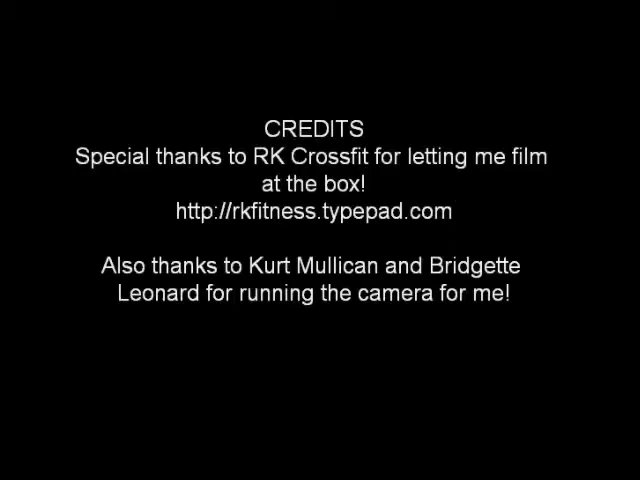 CREDITS
Special thanks to RK Crossfit for letting me film
at the box!
http://rkfitness.typepad.com
Also thanks to Kurt Mullican and Bridgette
Leonard for running the camera for me!